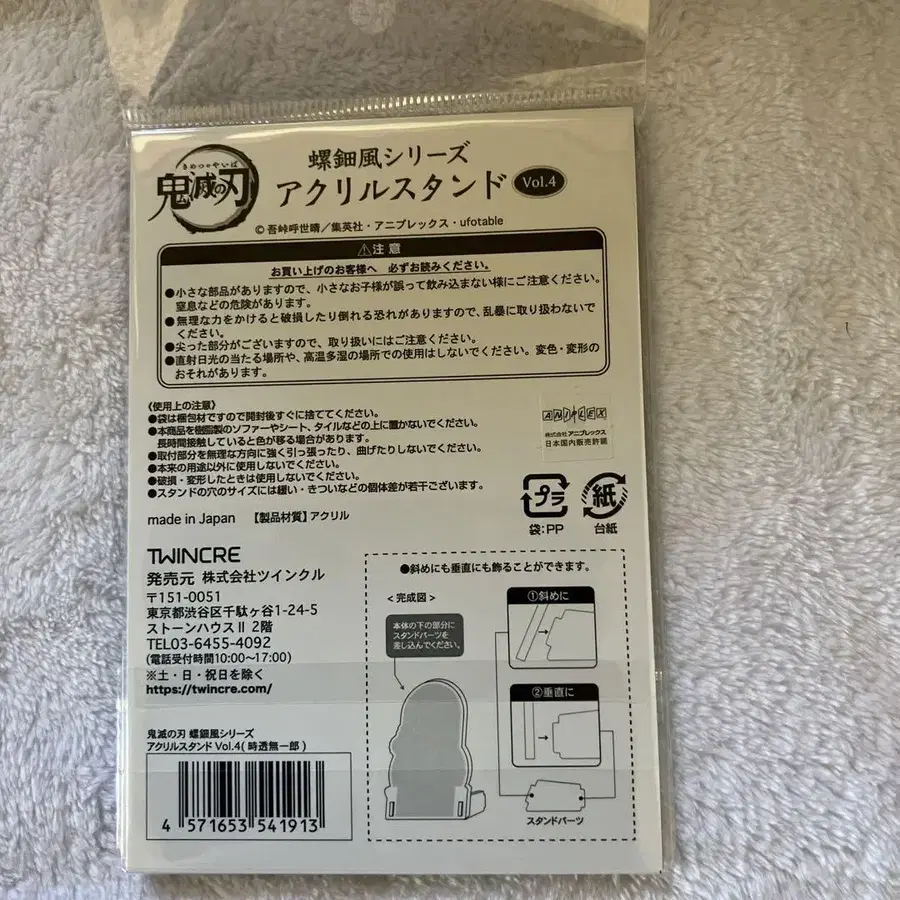 きめつのやいば
鬼滅の刃
螺鈿風シリーズ
アクリルスタンド Vol.4
© 吾峠呼世晴/集英社・アニプレックス・ufotable
⚠注意
お買い上げのお客様へ 必ずお読みください。
●小さな部品がありますので、小さなお子様が誤って飲み込まない様にご注意ください。
窒息などの危険があります。
●無理な力をかけると破損したり倒れる恐れがありますので、乱暴に取り扱わないで
ください。
●尖った部分がございますので、取り扱いにはご注意ください。
●直射日光の当たる場所や、高温多湿の場所での使用はしないでください。変色・変形の
おそれがあります。
《使用上の注意》
●袋は梱包材ですので開封後すぐに捨ててください。
●本商品を樹脂製のソファーやシート、タイルなどの上に置かないでください。
長時間接触していると色が移る場合があります。
●取付部分を無理な方向に強く引っ張ったり、曲げたりしないでください。
●本来の用途以外に使用しないでください。
●破損・変形したときは使用しないでください。
●スタンドの穴のサイズには緩い・きついなどの個体差が若干ございます。
ANIPLEX
株式会社アニプレックス
日本国内販売許諾
プラ
袋:PP
紙
台紙
made in Japan 【製品材質】アクリル
TWINCRE
発売元 株式会社ツインクル
〒151-0051
東京都渋谷区千駄ヶ谷1-24-5
ストーンハウスⅡ 2階
TEL03-6455-4092
(電話受付時間10:00~17:00)
※土・日・祝日を除く
https://twincre.com/
●斜めにも垂直にも飾ることができます。
<完成図>
本体の下の部分に
スタンドパーツを
差し込んでください。
①斜めに
②垂直に
スタンドパーツ
鬼滅の刃 螺鈿風シリーズ
アクリルスタンド Vol.4(時透無一郎)
4 571653 541913